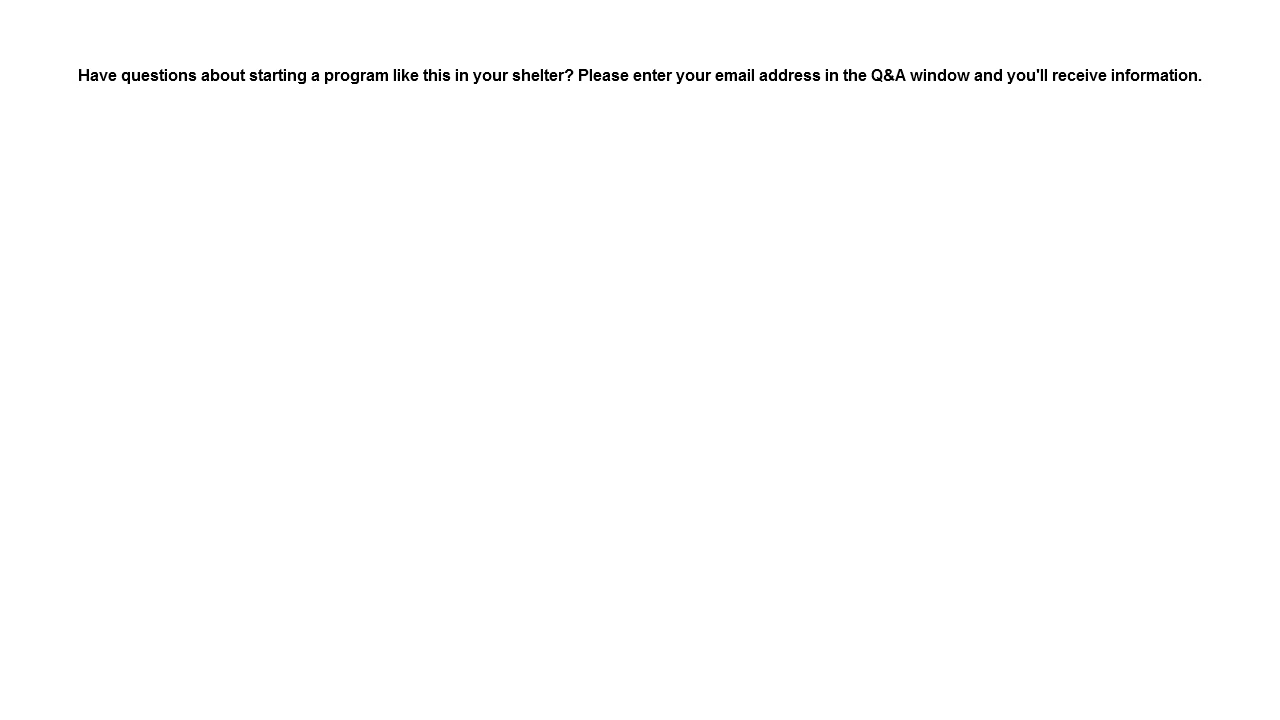 Have questions about starting a program like this in your shelter? Please enter your email address in the Q&A window and you'll receive information.